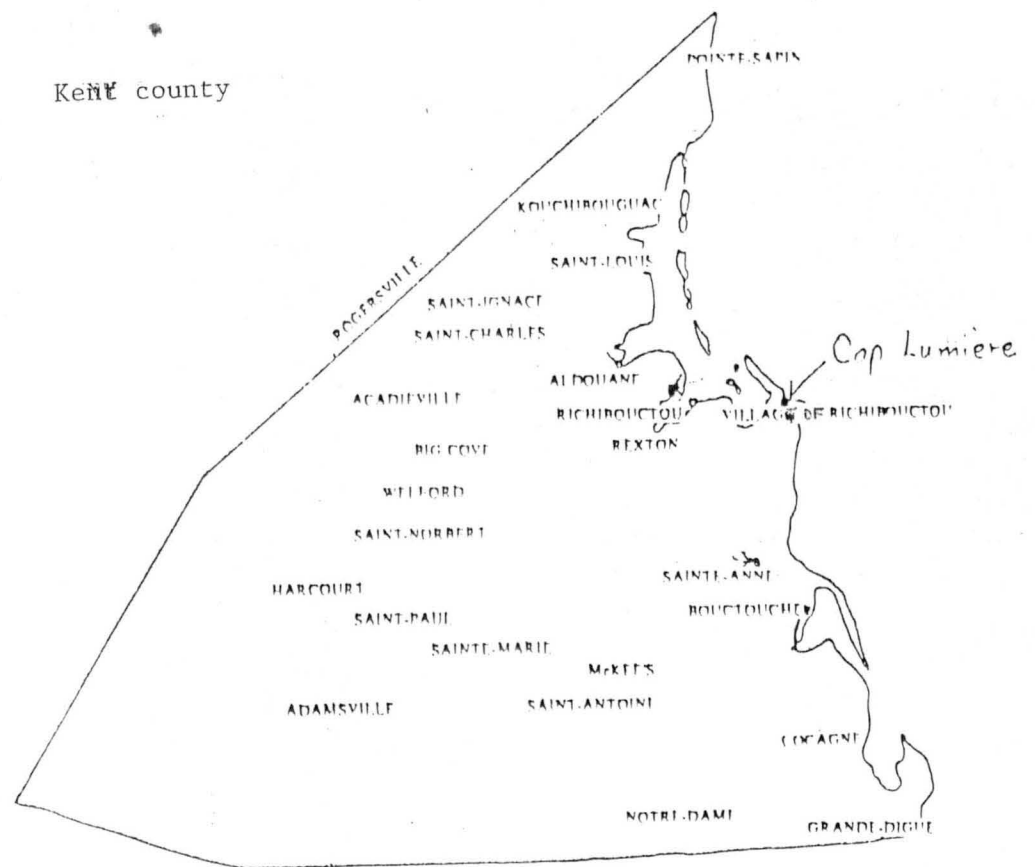 POINTE-SAPIN
Kent county
KOUCHIBOUGUAC
SAINT-LOUIS
ROGERSVILLE
SAINT-IGNACE
SAINT-CHARLES
Cap Lumière
ALDOUANE
ACADIEVILLE
RICHIBOUCTOU
VILLAGE DE RICHIBOUCTOU
REXTON
BIG COVE
WELFORD
SAINT-NORBERT
SAINTE-ANNE
HARCOURT
BOUCTOUCHE
SAINT-PAUL
SAINTE-MARIE
McKEE'S
ADAMSVILLE
SAINT-ANTOINE
COCAGNE
NOTRE-DAME
GRANDE-DIGUE